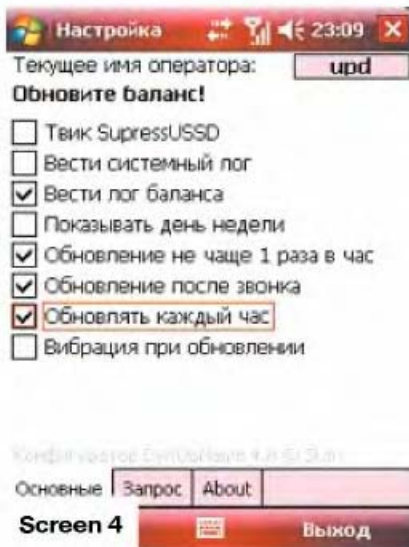 Настройка 23:09
Текущее имя оператора: upd
Обновите баланс!
Твик SupressUSSD
Вести системный лог
Вести лог баланса
Показывать день недели
Обновление не чаще 1 раза в час
Обновление после звонка
Обновлять каждый час
Вибрация при обновлении
Основные Запрос About
Screen 4 Выход